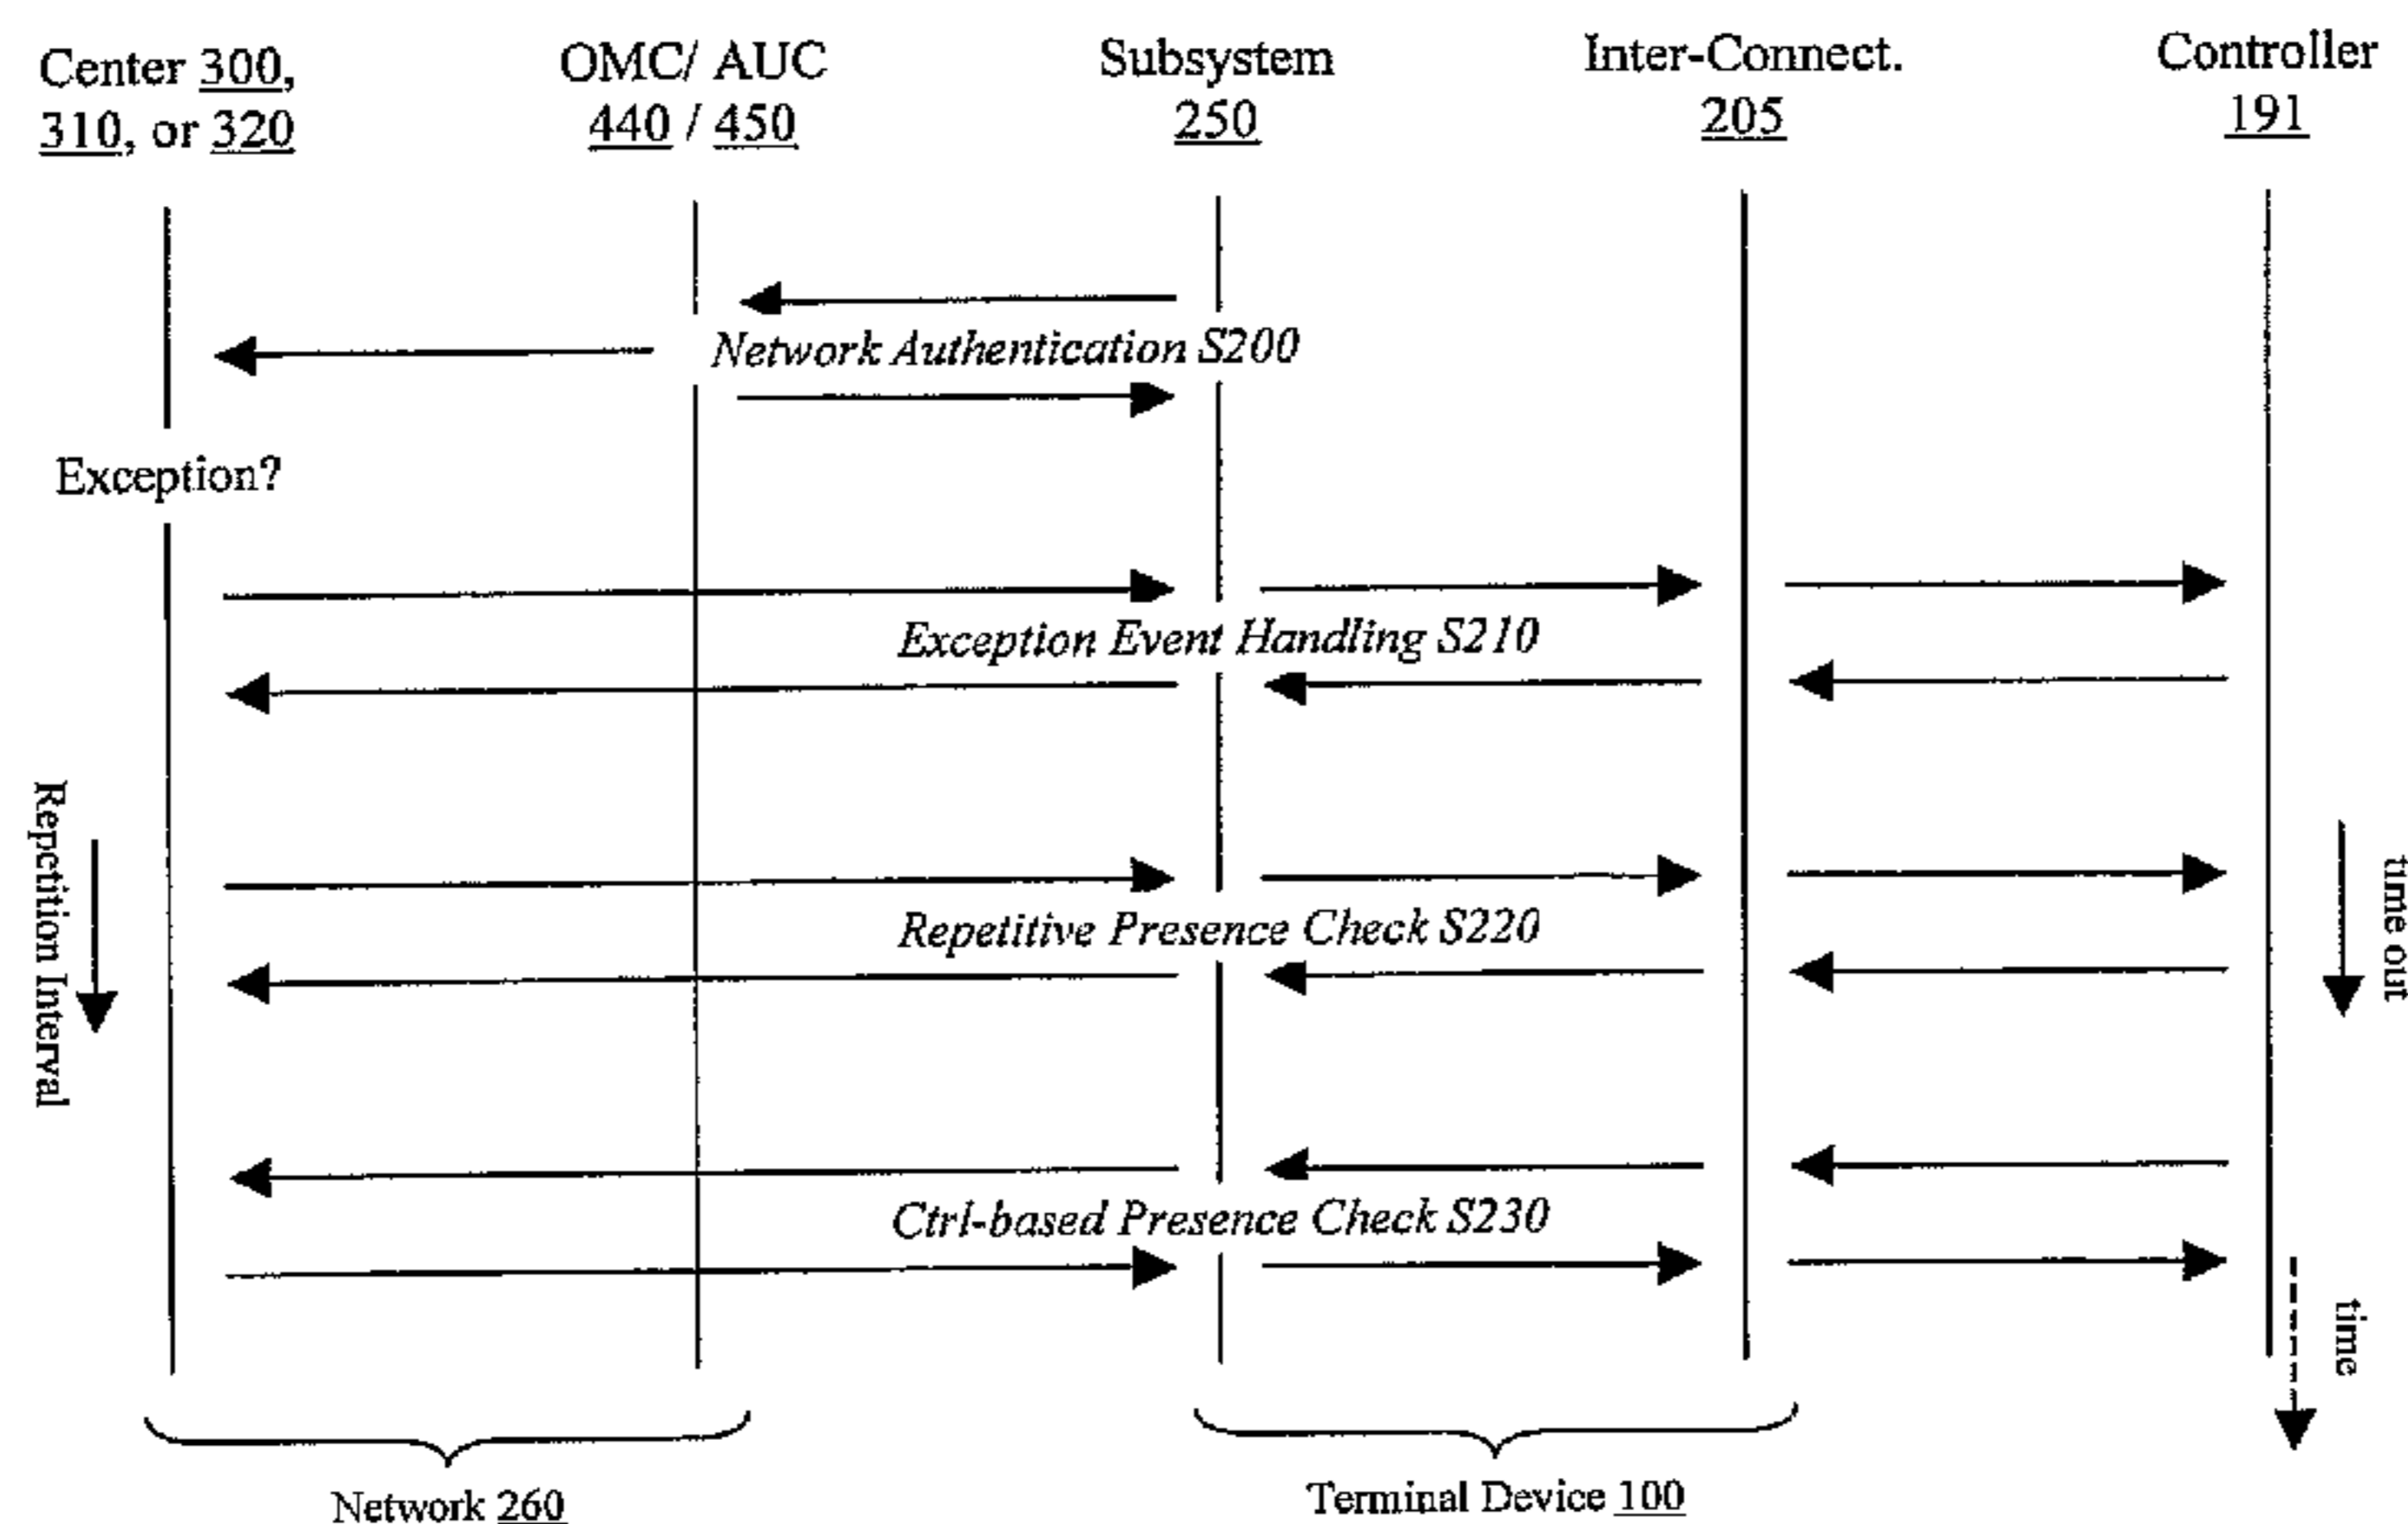 Center 300,
310, or 320
OMC/ AUC
440 / 450
Subsystem
250
Inter-Connect.
205
Controller
191
Network Authentication S200
Exception?
Exception Event Handling S210
Repetition Interval
time out
Repetitive Presence Check S220
Ctrl-based Presence Check S230
time
Network 260
Terminal Device 100